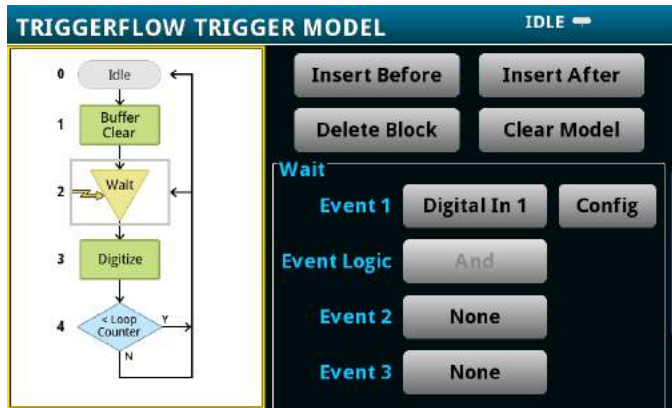 TRIGGERFLOW TRIGGER MODEL
IDLE
0
Idle
1
Buffer
Clear
2
Wait
3
Digitize
4
< Loop
Counter
Y
N
Insert Before
Insert After
Delete Block
Clear Model
Wait
Event 1
Digital In 1
Config
Event Logic
And
Event 2
None
Event 3
None